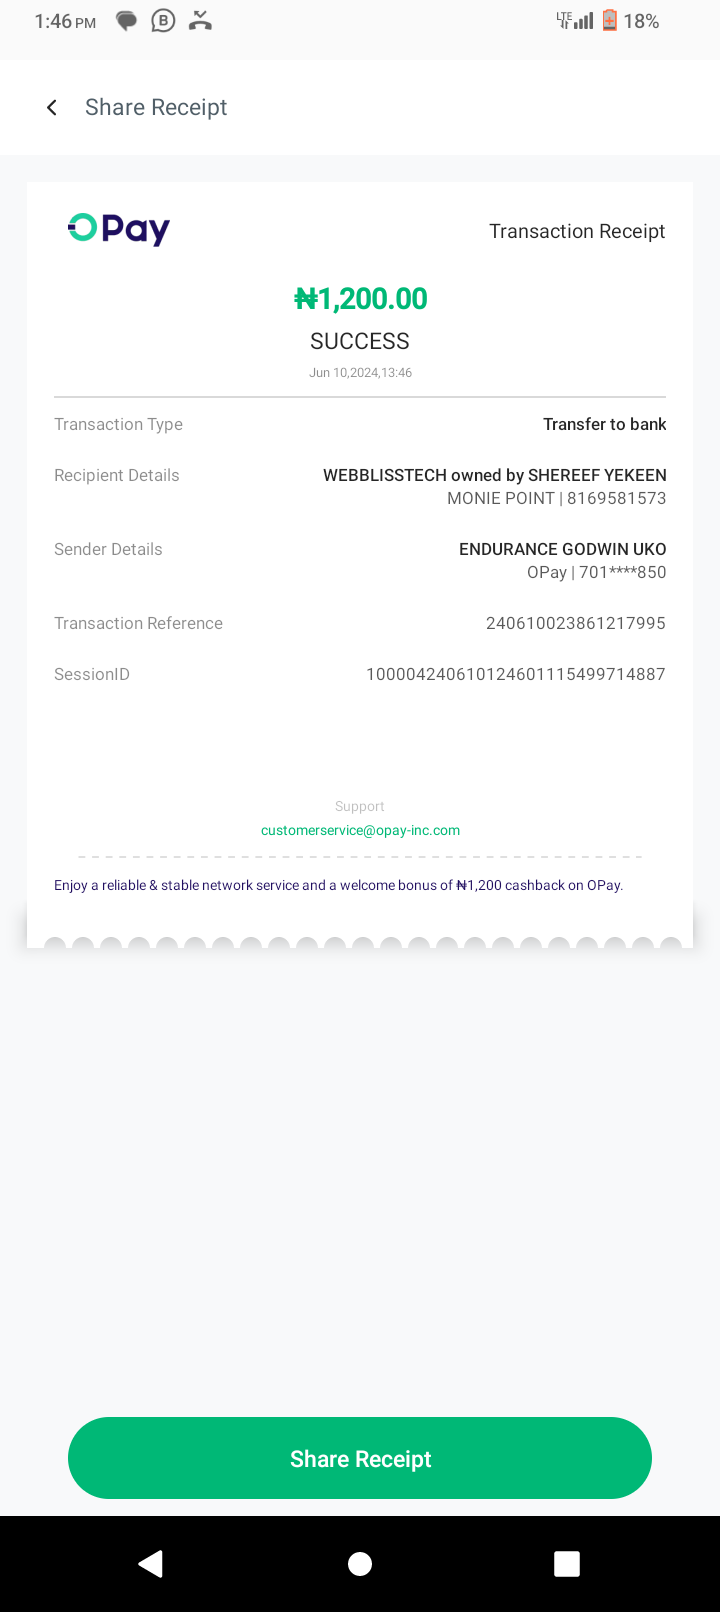 1:46 PM
LTE 18%
Share Receipt
OPay
Transaction Receipt
₦1,200.00
SUCCESS
Jun 10,2024,13:46
Transaction Type Transfer to bank
Recipient Details WEBBLISSTECH owned by SHEREEF YEKEEN
MONIE POINT | 8169581573
Sender Details ENDURANCE GODWIN UKO
OPay | 701****850
Transaction Reference 240610023861217995
SessionID 100004240610124601115499714887
Support
customerservice@opay-inc.com
Enjoy a reliable & stable network service and a welcome bonus of ₦1,200 cashback on OPay.
Share Receipt